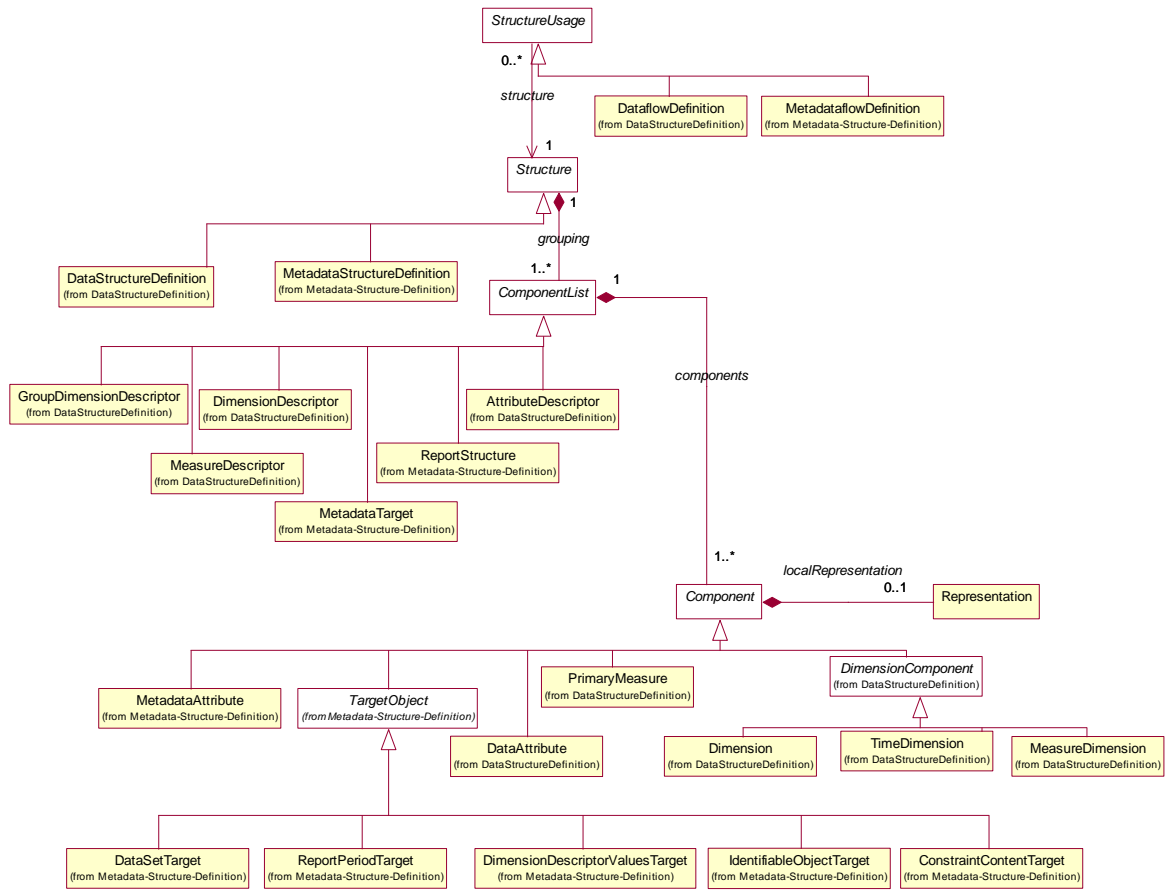 StructureUsage
0..*
structure
DataflowDefinition
(from DataStructureDefinition)
MetadataflowDefinition
(from Metadata-Structure-Definition)
1
Structure
1
grouping
DataStructureDefinition
(from DataStructureDefinition)
MetadataStructureDefinition
(from Metadata-Structure-Definition)
1..*
1
ComponentList
components
GroupDimensionDescriptor
(from DataStructureDefinition)
DimensionDescriptor
(from DataStructureDefinition)
AttributeDescriptor
(from DataStructureDefinition)
MeasureDescriptor
(from DataStructureDefinition)
ReportStructure
(from Metadata-Structure-Definition)
MetadataTarget
(from Metadata-Structure-Definition)
1..*
localRepresentation
0..1
Component
Representation
MetadataAttribute
(from Metadata-Structure-Definition)
TargetObject
(from Metadata-Structure-Definition)
PrimaryMeasure
(from DataStructureDefinition)
DimensionComponent
(from DataStructureDefinition)
DataAttribute
(from DataStructureDefinition)
Dimension
(from DataStructureDefinition)
TimeDimension
(from DataStructureDefinition)
MeasureDimension
(from DataStructureDefinition)
DataSetTarget
(from Metadata-Structure-Definition)
ReportPeriodTarget
(from Metadata-Structure-Definition)
DimensionDescriptorValuesTarget
(from Metadata-Structure-Definition)
IdentifiableObjectTarget
(from Metadata-Structure-Definition)
ConstraintContentTarget
(from Metadata-Structure-Definition)